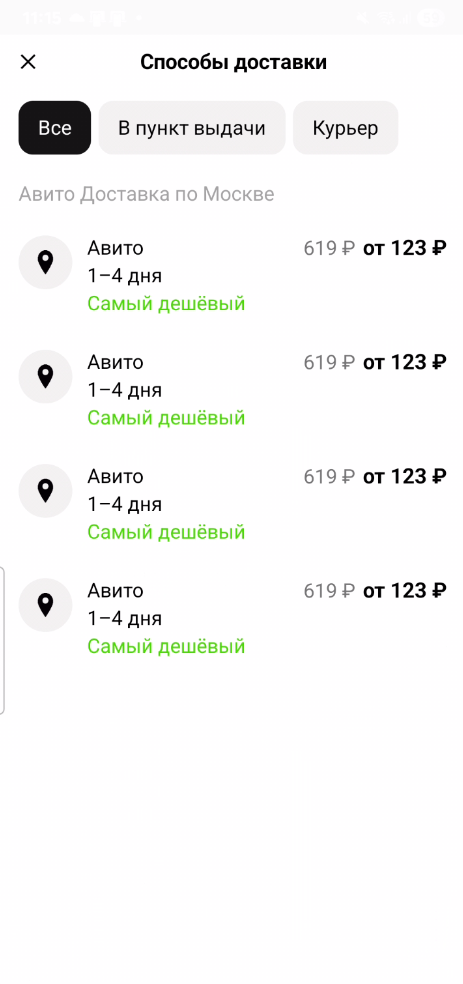 11:15
Способы доставки
Все
В пункт выдачи
Курьер
Авито Доставка по Москве
Авито 619 ₽ от 123 ₽
1–4 дня
Самый дешёвый
Авито 619 ₽ от 123 ₽
1–4 дня
Самый дешёвый
Авито 619 ₽ от 123 ₽
1–4 дня
Самый дешёвый
Авито 619 ₽ от 123 ₽
1–4 дня
Самый дешёвый